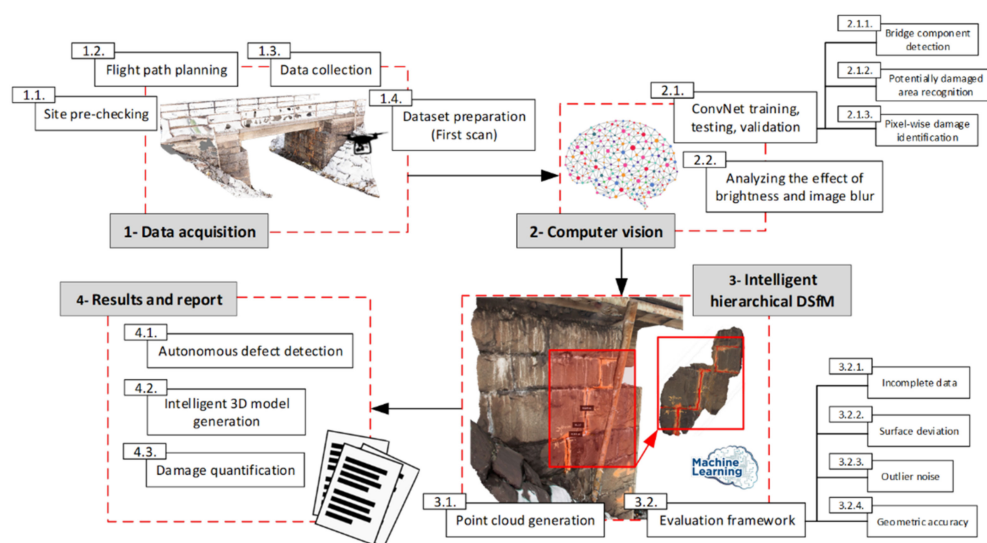 1.1.
Site pre-checking
1.2.
Flight path planning
1.3.
Data collection
1.4.
Dataset preparation
(First scan)
1- Data acquisition
2.1.
ConvNet training,
testing, validation
2.1.1.
Bridge component
detection
2.1.2.
Potentially damaged
area recognition
2.1.3.
Pixel-wise damage
identification
2.2.
Analyzing the effect of
brightness and image blur
2- Computer vision
3- Intelligent
hierarchical DSfM
3.1.
Point cloud generation
Machine
Learning
3.2.
Evaluation framework
3.2.1.
Incomplete data
3.2.2.
Surface deviation
3.2.3.
Outlier noise
3.2.4.
Geometric accuracy
4- Results and report
4.1.
Autonomous defect detection
4.2.
Intelligent 3D model
generation
4.3.
Damage quantification